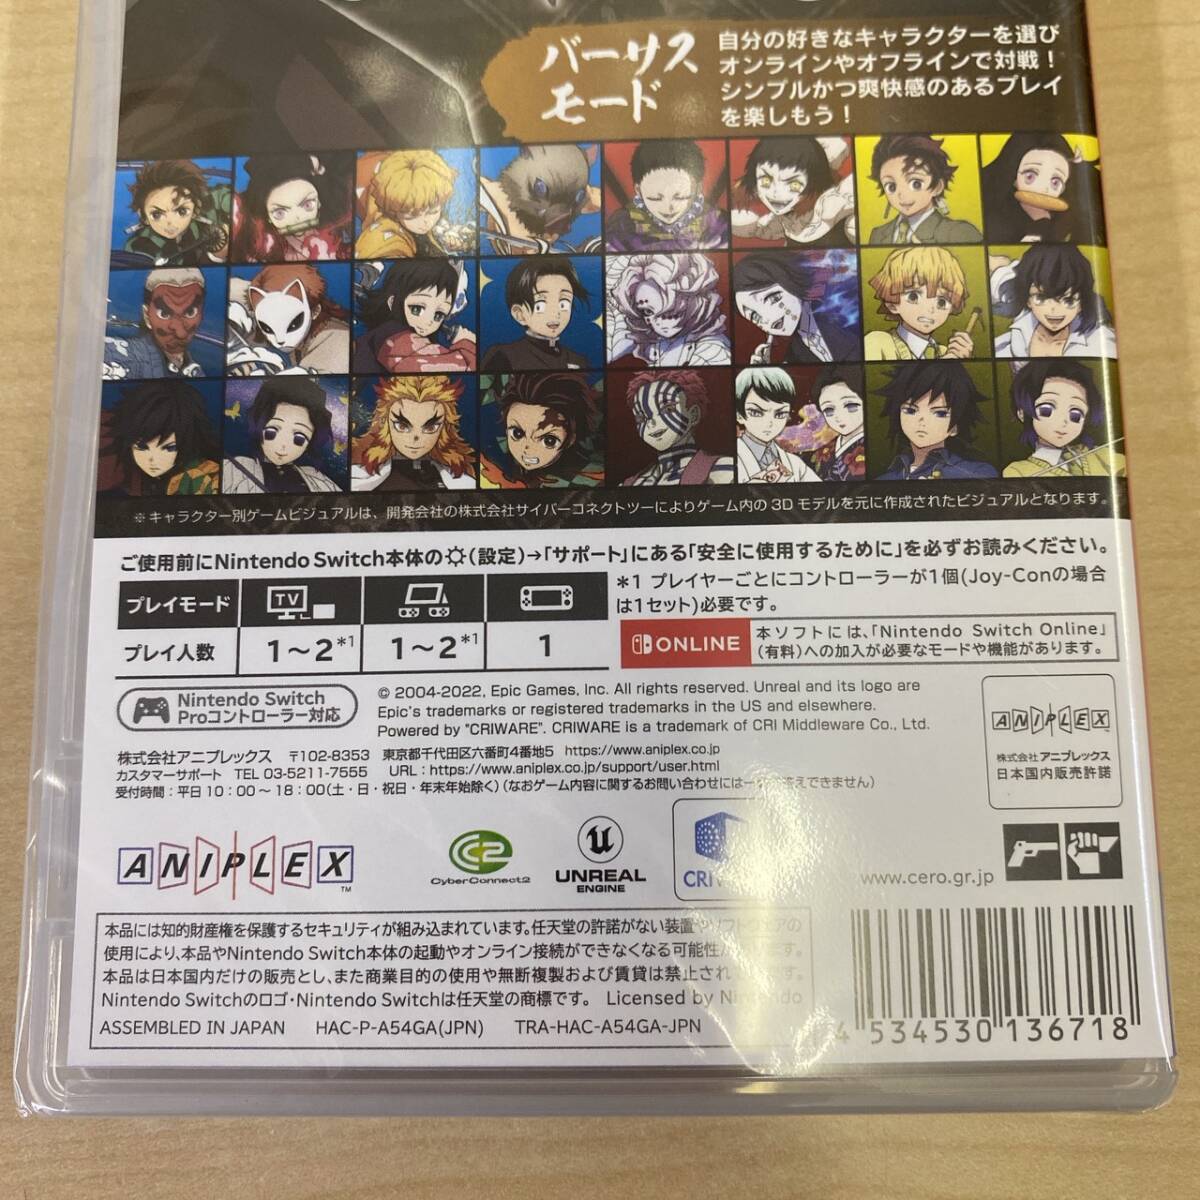 バーサス
モード
自分の好きなキャラクターを選び
オンラインやオフラインで対戦！
シンプルかつ爽快感のあるプレイ
を楽しもう！
※キャラクター別ゲームビジュアルは、開発会社の株式会社サイバーコネクトツーによりゲーム内の3Dモデルを元に作成されたビジュアルとなります。
ご使用前にNintendo Switch本体の(設定)→「サポート」にある「安全に使用するために」を必ずお読みください。
プレイモード TV
プレイ人数 1～2*1 1～2*1 1
*1 プレイヤーごとにコントローラーが1個(Joy-Conの場合
は1セット)必要です。
ONLINE
本ソフトには、「Nintendo Switch Online」
(有料)への加入が必要なモードや機能があります。
Nintendo Switch
Proコントローラー対応
© 2004-2022, Epic Games, Inc. All rights reserved. Unreal and its logo are
Epic's trademarks or registered trademarks in the US and elsewhere.
Powered by "CRIWARE". CRIWARE is a trademark of CRI Middleware Co., Ltd.
株式会社アニプレックス 〒102-8353 東京都千代田区六番町4番地5 https://www.aniplex.co.jp
カスタマーサポート TEL 03-5211-7555 URL：https://www.aniplex.co.jp/support/user.html
受付時間：平日10：00～18：00(土・日・祝日・年末年始除く)(なおゲーム内容に関するお問い合わせには一切お答えできません)
ANIPLEX
株式会社アニプレックス
日本国内販売許諾
ANIPLEX™
CyberConnect2
UNREAL
ENGINE
www.cero.gr.jp
本品には知的財産権を保護するセキュリティが組み込まれています。任天堂の許諾がない装置やソフトウェアの
使用により、本品やNintendo Switch本体の起動やオンライン接続ができなくなる可能性があります。
本品は日本国内だけの販売とし、また商業目的の使用や無断複製および賃貸は禁止されています。
Nintendo Switchのロゴ・Nintendo Switchは任天堂の商標です。 Licensed by Nintendo
ASSEMBLED IN JAPAN HAC-P-A54GA(JPN) TRA-HAC-A54GA-JPN
4 534530 136718